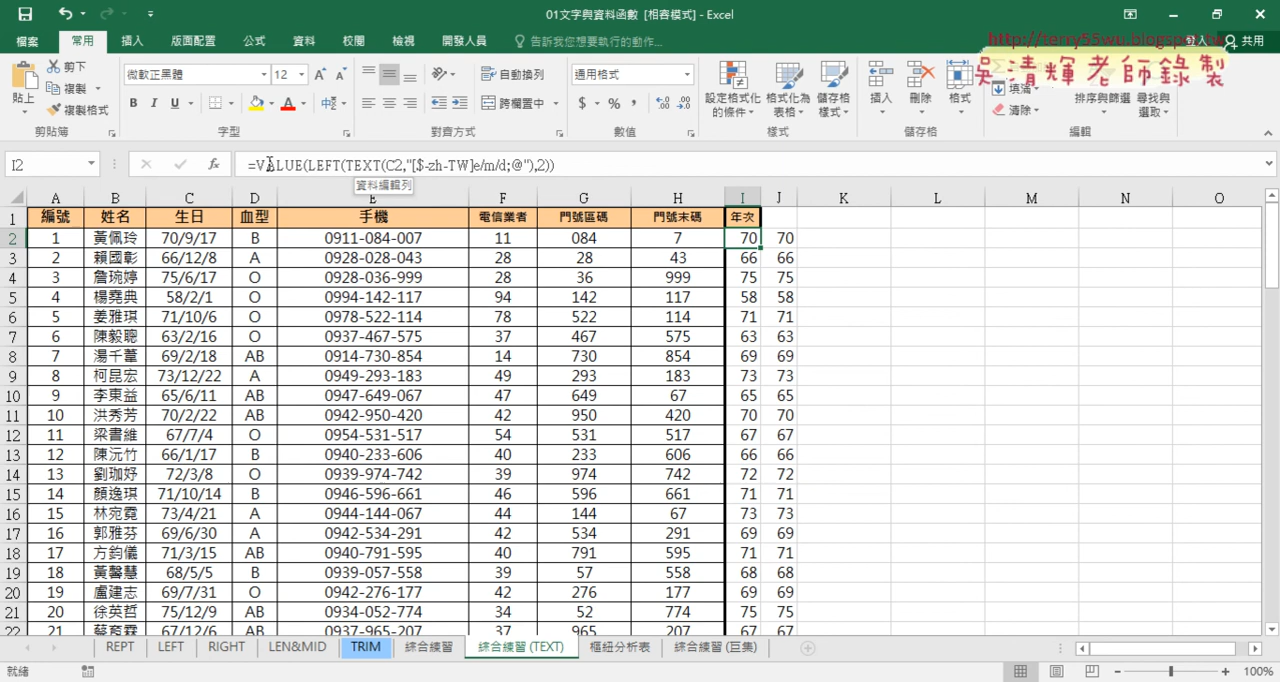 01文字與資料函數 [相容模式] - Excel
檔案 常用 插入 版面配置 公式 資料 校閱 檢視 開發人員 告訴我您想要執行的動作... 登入 共用
http://terry55wu.blogspot.tw
吳清輝老師錄製
貼上 剪下 複製 複製格式
微軟正黑體 12
B I U A 中
自動換列 跨欄置中
通用格式
$ % ,
設定格式化的條件 格式化為表格 儲存格樣式
插入 刪除 格式
填滿 清除 排序與篩選 尋找與選取
剪貼簿 字型 對齊方式 數值 樣式 儲存格 編輯
I2 fx =VALUE(LEFT(TEXT(C2,"[$-zh-TW]e/m/d;@"),2))
資料編輯列
A B C D E F G H I J K L M N O
1 編號 姓名 生日 血型 手機 電信業者 門號區碼 門號末碼 年次
2 1 黃佩玲 70/9/17 B 0911-084-007 11 084 7 70 70
3 2 賴國彰 66/12/8 A 0928-028-043 28 28 43 66 66
4 3 詹琬婷 75/6/17 O 0928-036-999 28 36 999 75 75
5 4 楊堯典 58/2/1 O 0994-142-117 94 142 117 58 58
6 5 姜雅琪 71/10/6 O 0978-522-114 78 522 114 71 71
7 6 陳毅聰 63/2/16 O 0937-467-575 37 467 575 63 63
8 7 湯千葦 69/2/18 AB 0914-730-854 14 730 854 69 69
9 8 柯昆宏 73/12/22 A 0949-293-183 49 293 183 73 73
10 9 李東益 65/6/11 AB 0947-649-067 47 649 67 65 65
11 10 洪秀芳 70/2/22 AB 0942-950-420 42 950 420 70 70
12 11 梁書維 67/7/4 O 0954-531-517 54 531 517 67 67
13 12 陳沅竹 66/1/17 B 0940-233-606 40 233 606 66 66
14 13 劉珈妤 72/3/8 O 0939-974-742 39 974 742 72 72
15 14 顏逸琪 71/10/14 B 0946-596-661 46 596 661 71 71
16 15 林宛霓 73/4/21 A 0944-144-067 44 144 67 73 73
17 16 郭雅芬 69/6/30 A 0942-534-291 42 534 291 69 69
18 17 方鈞儀 71/3/15 AB 0940-791-595 40 791 595 71 71
19 18 黃馨慧 68/5/5 B 0939-057-558 39 57 558 68 68
20 19 盧建志 69/7/31 O 0942-276-177 42 276 177 69 69
21 20 徐英哲 75/12/9 AB 0934-052-774 34 52 774 75 75
22 21 67/12/6 AB 0937-965-207 37 965 207 67 67
REPT LEFT RIGHT LEN&MID TRIM 綜合練習 綜合練習 (TEXT) 樞紐分析表 綜合練習 (巨集)
就緒 100%